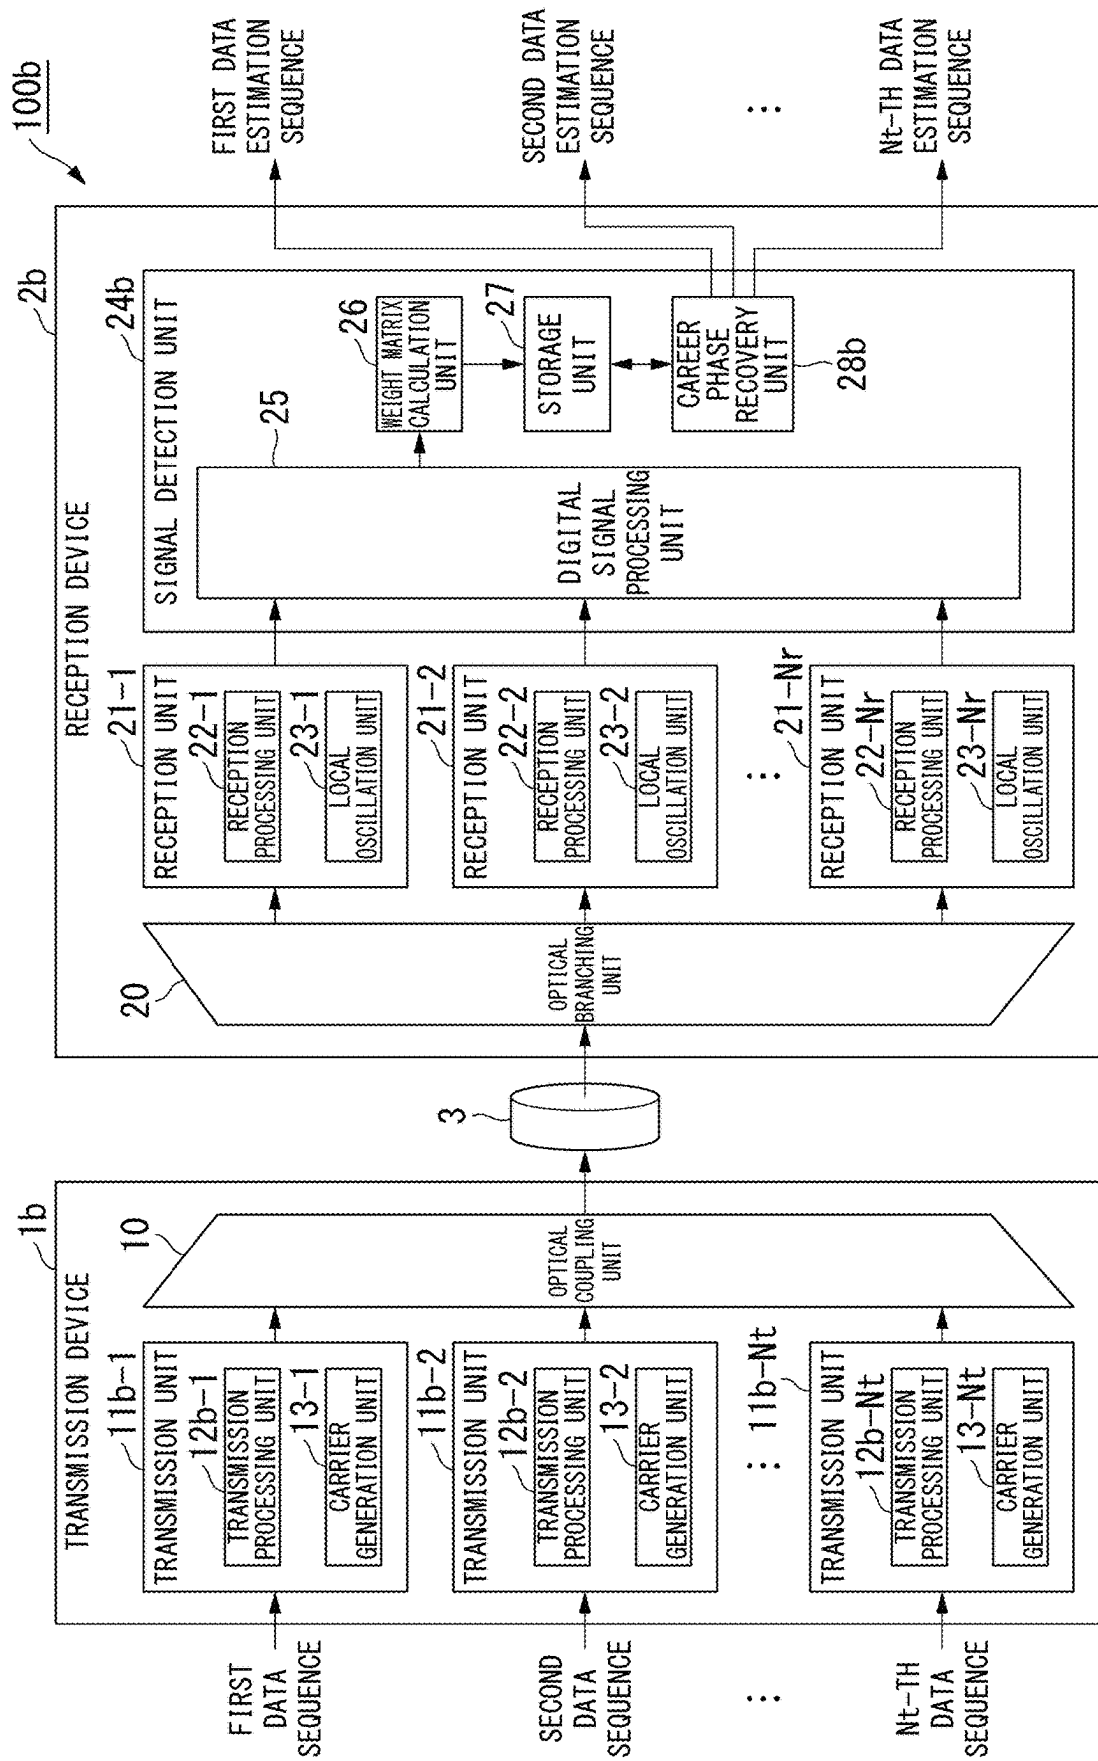 100b
TRANSMISSION DEVICE
1b
FIRST
DATA
SEQUENCE
TRANSMISSION UNIT
11b-1
12b-1
TRANSMISSION
PROCESSING UNIT
13-1
CARRIER
GENERATION UNIT
SECOND
DATA
SEQUENCE
TRANSMISSION UNIT
11b-2
12b-2
TRANSMISSION
PROCESSING UNIT
13-2
CARRIER
GENERATION UNIT
⋮
⋮
11b-Nt
Nt-TH
DATA
SEQUENCE
TRANSMISSION UNIT
12b-Nt
TRANSMISSION
PROCESSING UNIT
13-Nt
CARRIER
GENERATION UNIT
10
OPTICAL
COUPLING
UNIT
3
RECEPTION DEVICE
2b
20
OPTICAL
BRANCHING
UNIT
RECEPTION UNIT
21-1
22-1
RECEPTION
PROCESSING UNIT
23-1
LOCAL
OSCILLATION UNIT
RECEPTION UNIT
21-2
22-2
RECEPTION
PROCESSING UNIT
23-2
LOCAL
OSCILLATION UNIT
⋮
21-Nr
RECEPTION UNIT
22-Nr
RECEPTION
PROCESSING UNIT
23-Nr
LOCAL
OSCILLATION UNIT
SIGNAL DETECTION UNIT
24b
25
DIGITAL
SIGNAL
PROCESSING
UNIT
26
WEIGHT MATRIX
CALCULATION
UNIT
27
STORAGE
UNIT
CAREER
PHASE
RECOVERY
UNIT
28b
FIRST DATA
ESTIMATION
SEQUENCE
SECOND DATA
ESTIMATION
SEQUENCE
⋮
Nt-TH DATA
ESTIMATION
SEQUENCE